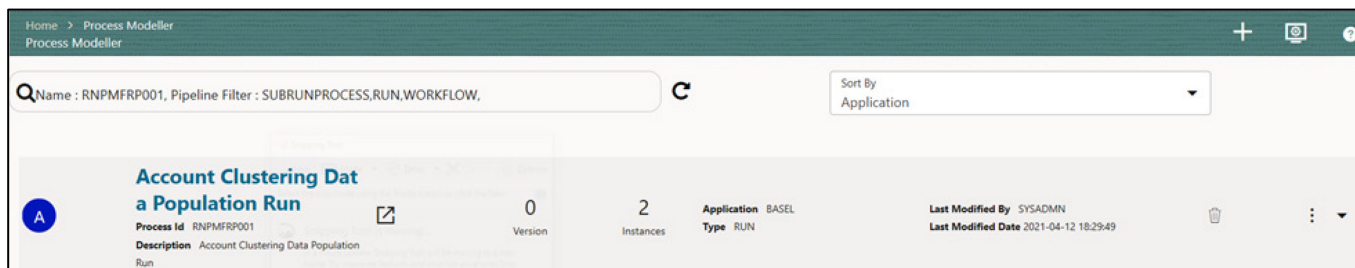 Home > Process Modeller
Process Modeller
Name : RNPMFRP001, Pipeline Filter : SUBRUNPROCESS,RUN,WORKFLOW,
Sort By
Application
Account Clustering Dat
a Population Run
A
Process Id RNPMFRP001
Description Account Clustering Data Population
Run
0
Version
2
Instances
Application BASEL
Type RUN
Last Modified By SYSADMN
Last Modified Date 2021-04-12 18:29:49